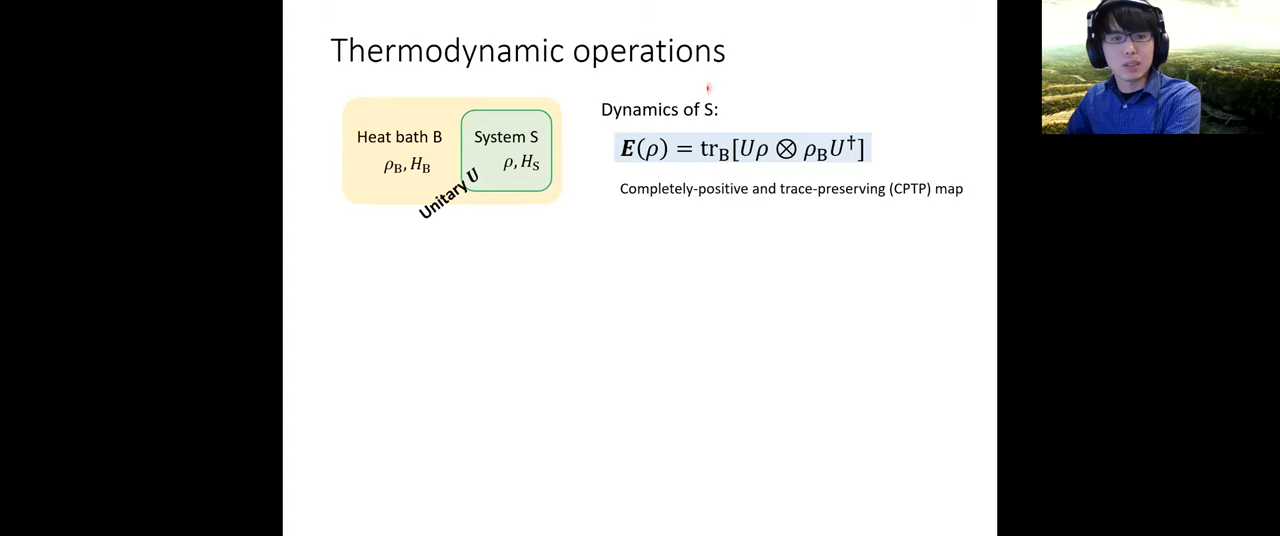 Thermodynamic operations
Heat bath B
ρ_B, H_B
System S
ρ, H_S
Unitary U
Dynamics of S:
E(ρ) = tr_B[Uρ ⊗ ρ_B U†]
Completely-positive and trace-preserving (CPTP) map